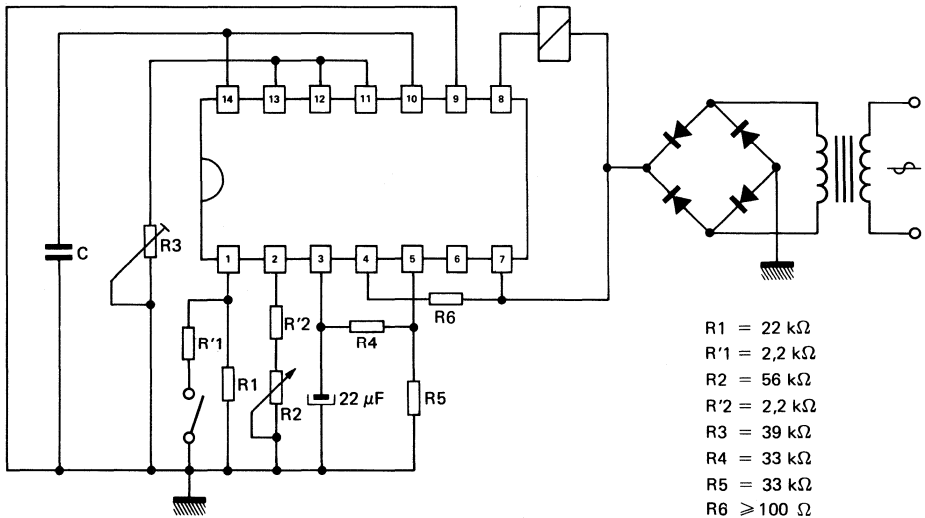 14 13 12 11 10 9 8
C
R3
1 2 3 4 5 6 7
R6
R'2
R4
R'1
R1
R2
22 µF
R5
R1 = 22 kΩ
R'1 = 2,2 kΩ
R2 = 56 kΩ
R'2 = 2,2 kΩ
R3 = 39 kΩ
R4 = 33 kΩ
R5 = 33 kΩ
R6 ⩾ 100 Ω